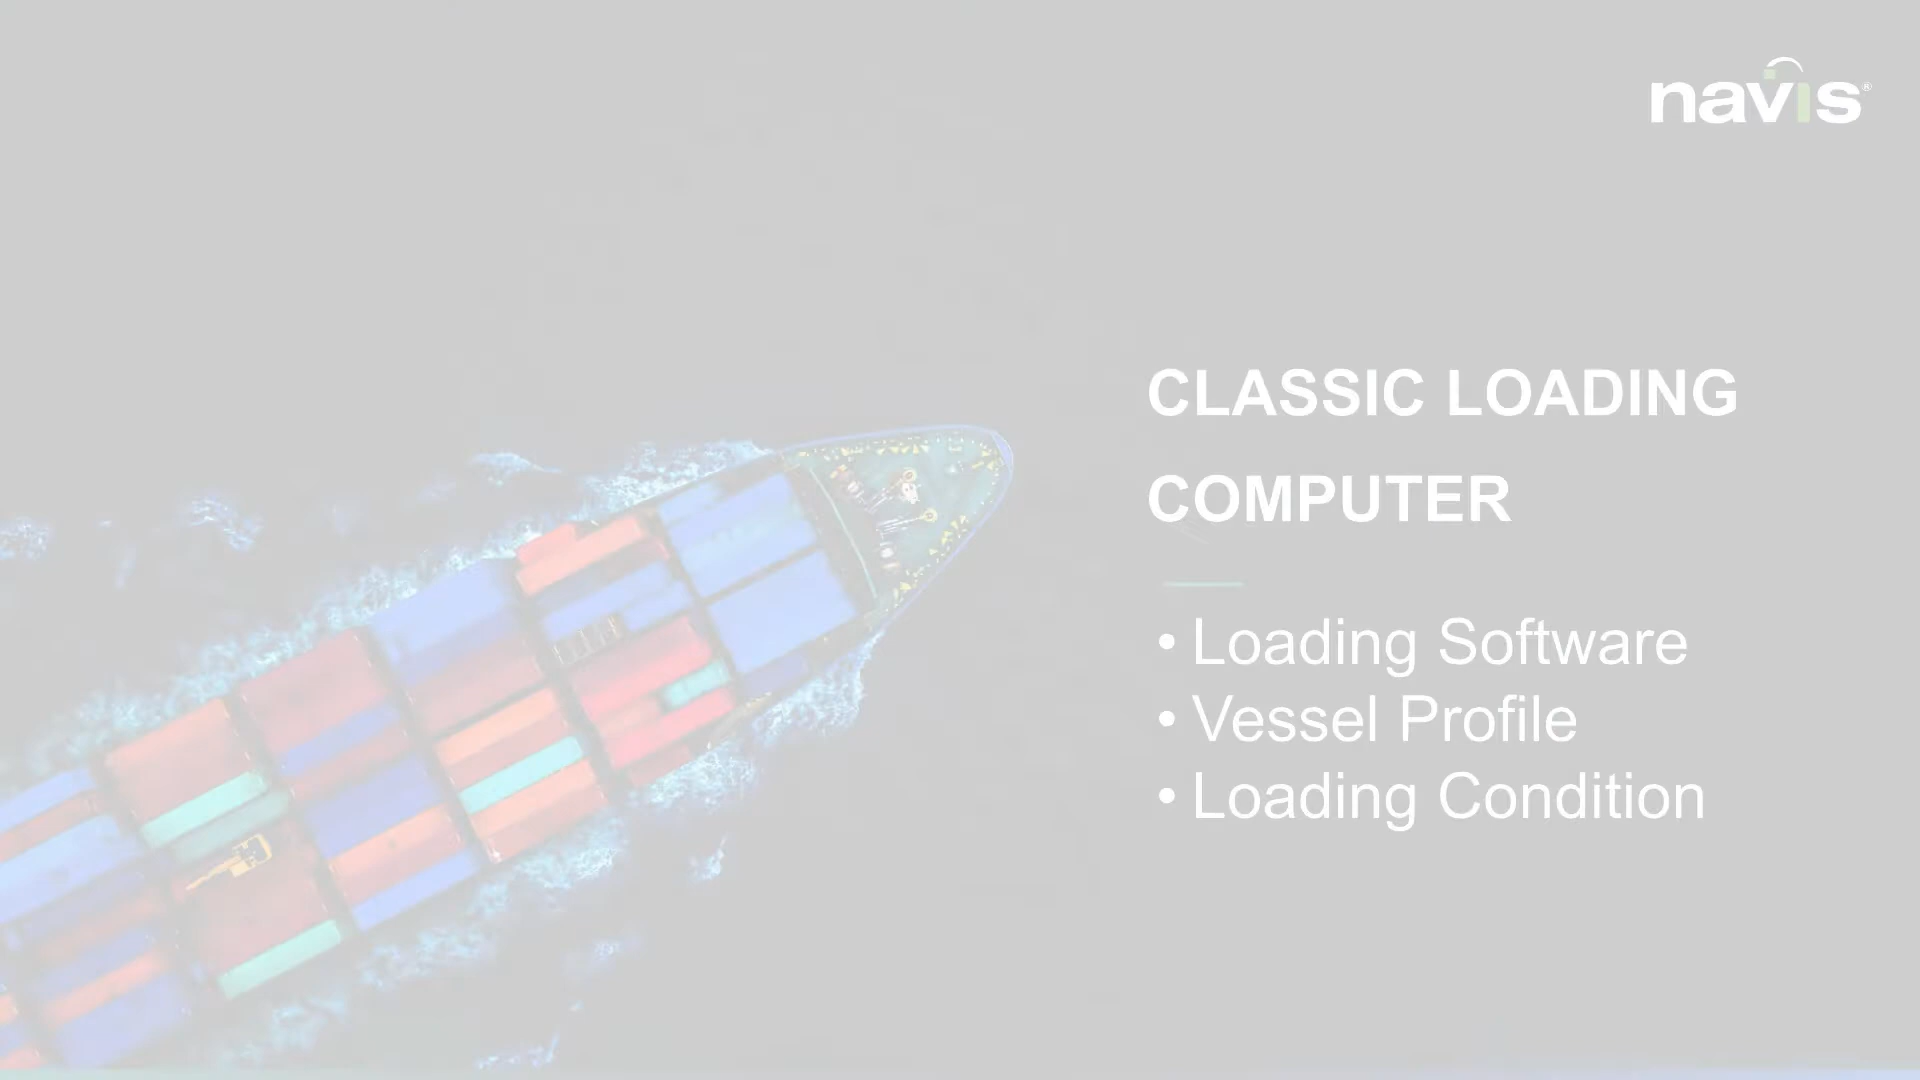 navis®
CLASSIC LOADING
COMPUTER
• Loading Software
• Vessel Profile
• Loading Condition